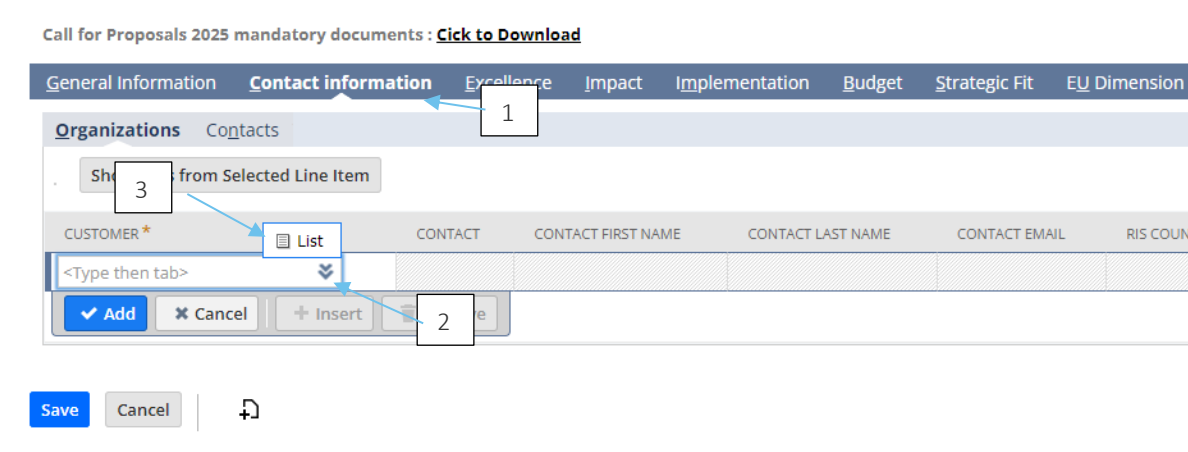 Call for Proposals 2025 mandatory documents : Cick to Download
General Information Contact information Excellence Impact Implementation Budget Strategic Fit EU Dimension
1
Organizations Contacts
from Selected Line Item
3
CUSTOMER * List CONTACT CONTACT FIRST NAME CONTACT LAST NAME CONTACT EMAIL RIS COUN
<Type then tab>
Add Cancel Insert
2
Save Cancel